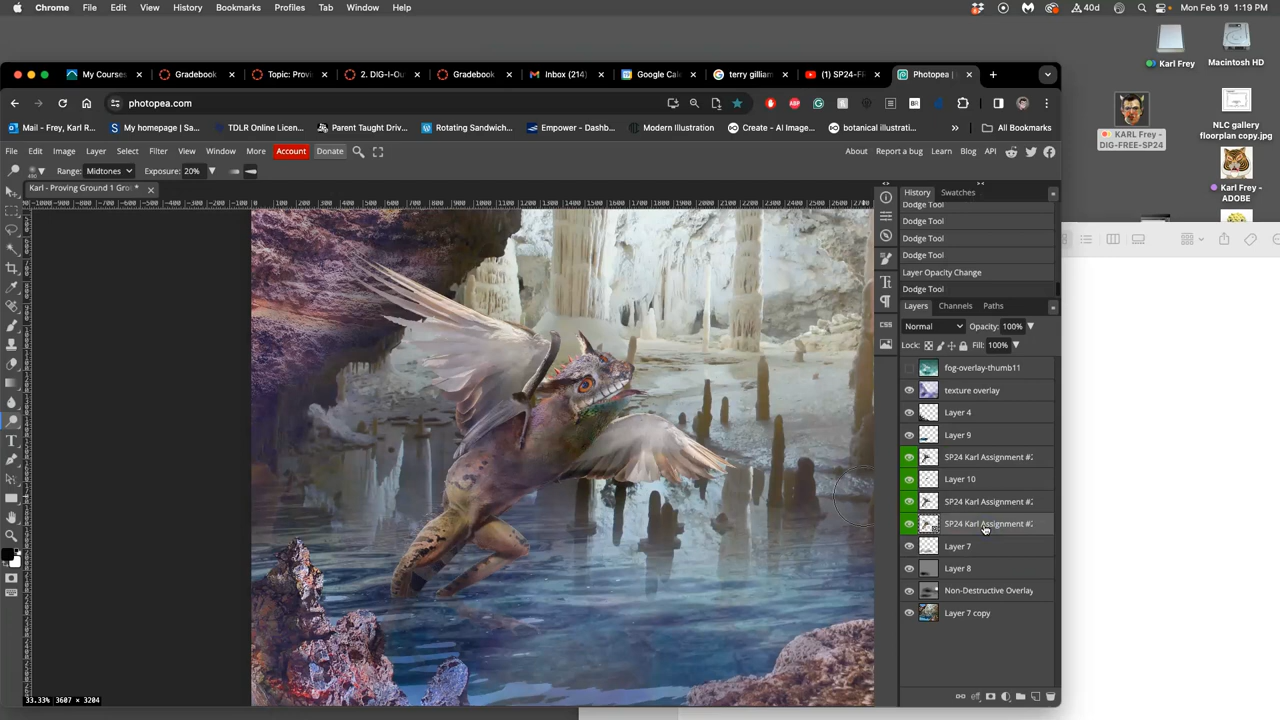 Chrome File Edit View History Bookmarks Profiles Tab Window Help 40d Mon Feb 19 1:19 PM
My Courses Gradebook Topic: Provi 2. DIG-I-Ou Gradebook Inbox (214) Google Cale terry gilliam (1) SP24-F Photopea |
photopea.com
Mail - Frey, Karl R... My homepage | Sa... TDLR Online Licen... Parent Taught Driv... Rotating Sandwich... Empower - Dashb... Modern Illustration Create - AI Image... botanical illustrati... » All Bookmarks
File Edit Image Layer Select Filter View Window More Account Donate About Report a bug Learn Blog API
Range: Midtones Exposure: 20%
Karl - Proving Ground 1 Gro *
History Swatches
Dodge Tool
Dodge Tool
Dodge Tool
Dodge Tool
Layer Opacity Change
Dodge Tool
Layers Channels Paths
Normal Opacity: 100%
Lock: Fill: 100%
CSS
fog-overlay-thumb11
texture overlay
Layer 4
Layer 9
SP24 Karl Assignment #
Layer 10
SP24 Karl Assignment #
SP24 Karl Assignment #
Layer 7
Layer 8
Non-Destructive Overlay
Layer 7 copy
33.33% 3607 × 3204
Karl Frey
Macintosh HD
KARL Frey -
DIG-FREE-SP24
NLC gallery
floorplan copy.jpg
Karl Frey -
ADOBE